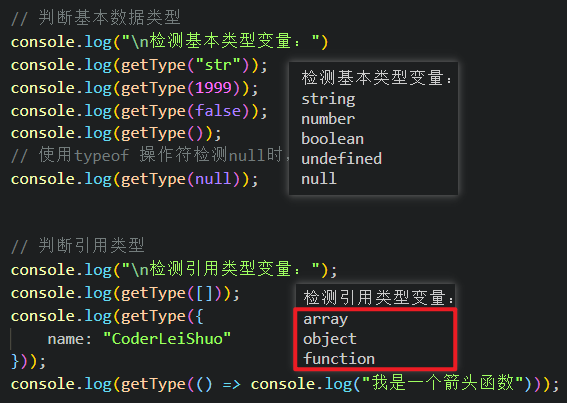 // 判断基本数据类型
console.log("\n检测基本类型变量：")
console.log(getType("str"));
console.log(getType(1999));
console.log(getType(false));
console.log(getType());
// 使用typeof 操作符检测null时，
console.log(getType(null));
检测基本类型变量：
string
number
boolean
undefined
null
// 判断引用类型
console.log("\n检测引用类型变量：");
console.log(getType([]));
console.log(getType({
name: "CoderLeiShuo"
}));
console.log(getType(() => console.log("我是一个箭头函数")));
检测引用类型变量：
array
object
function